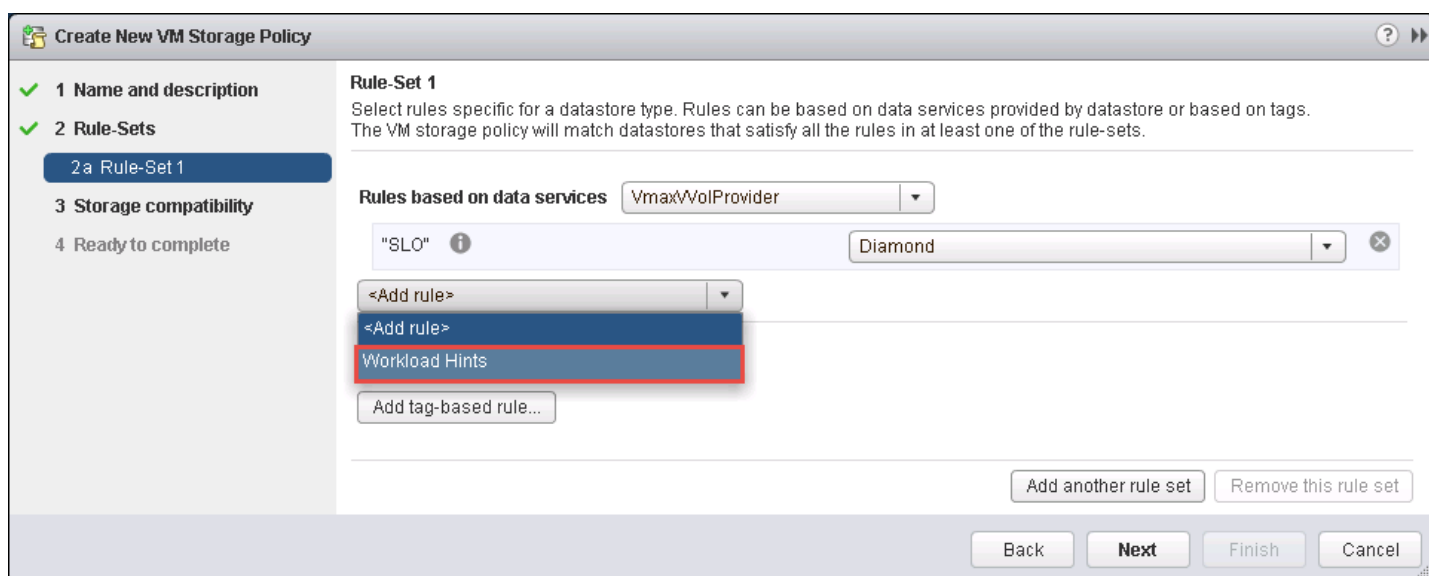 Create New VM Storage Policy
1 Name and description
2 Rule-Sets
2a Rule-Set 1
3 Storage compatibility
4 Ready to complete
Rule-Set 1
Select rules specific for a datastore type. Rules can be based on data services provided by datastore or based on tags.
The VM storage policy will match datastores that satisfy all the rules in at least one of the rule-sets.
Rules based on data services VmaxVVolProvider
"SLO" Diamond
<Add rule>
<Add rule>
Workload Hints
Add tag-based rule...
Add another rule set Remove this rule set
Back Next Finish Cancel